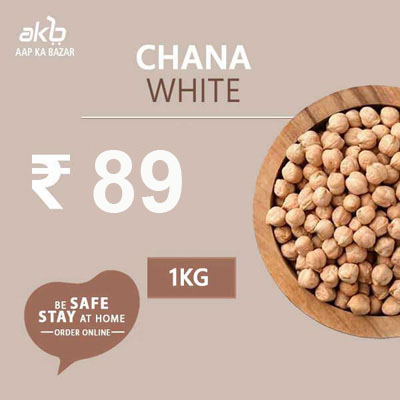 akb
AAP KA BAZAR
CHANA
WHITE
₹ 89
1KG
BE SAFE
STAY AT HOME
ORDER ONLINE